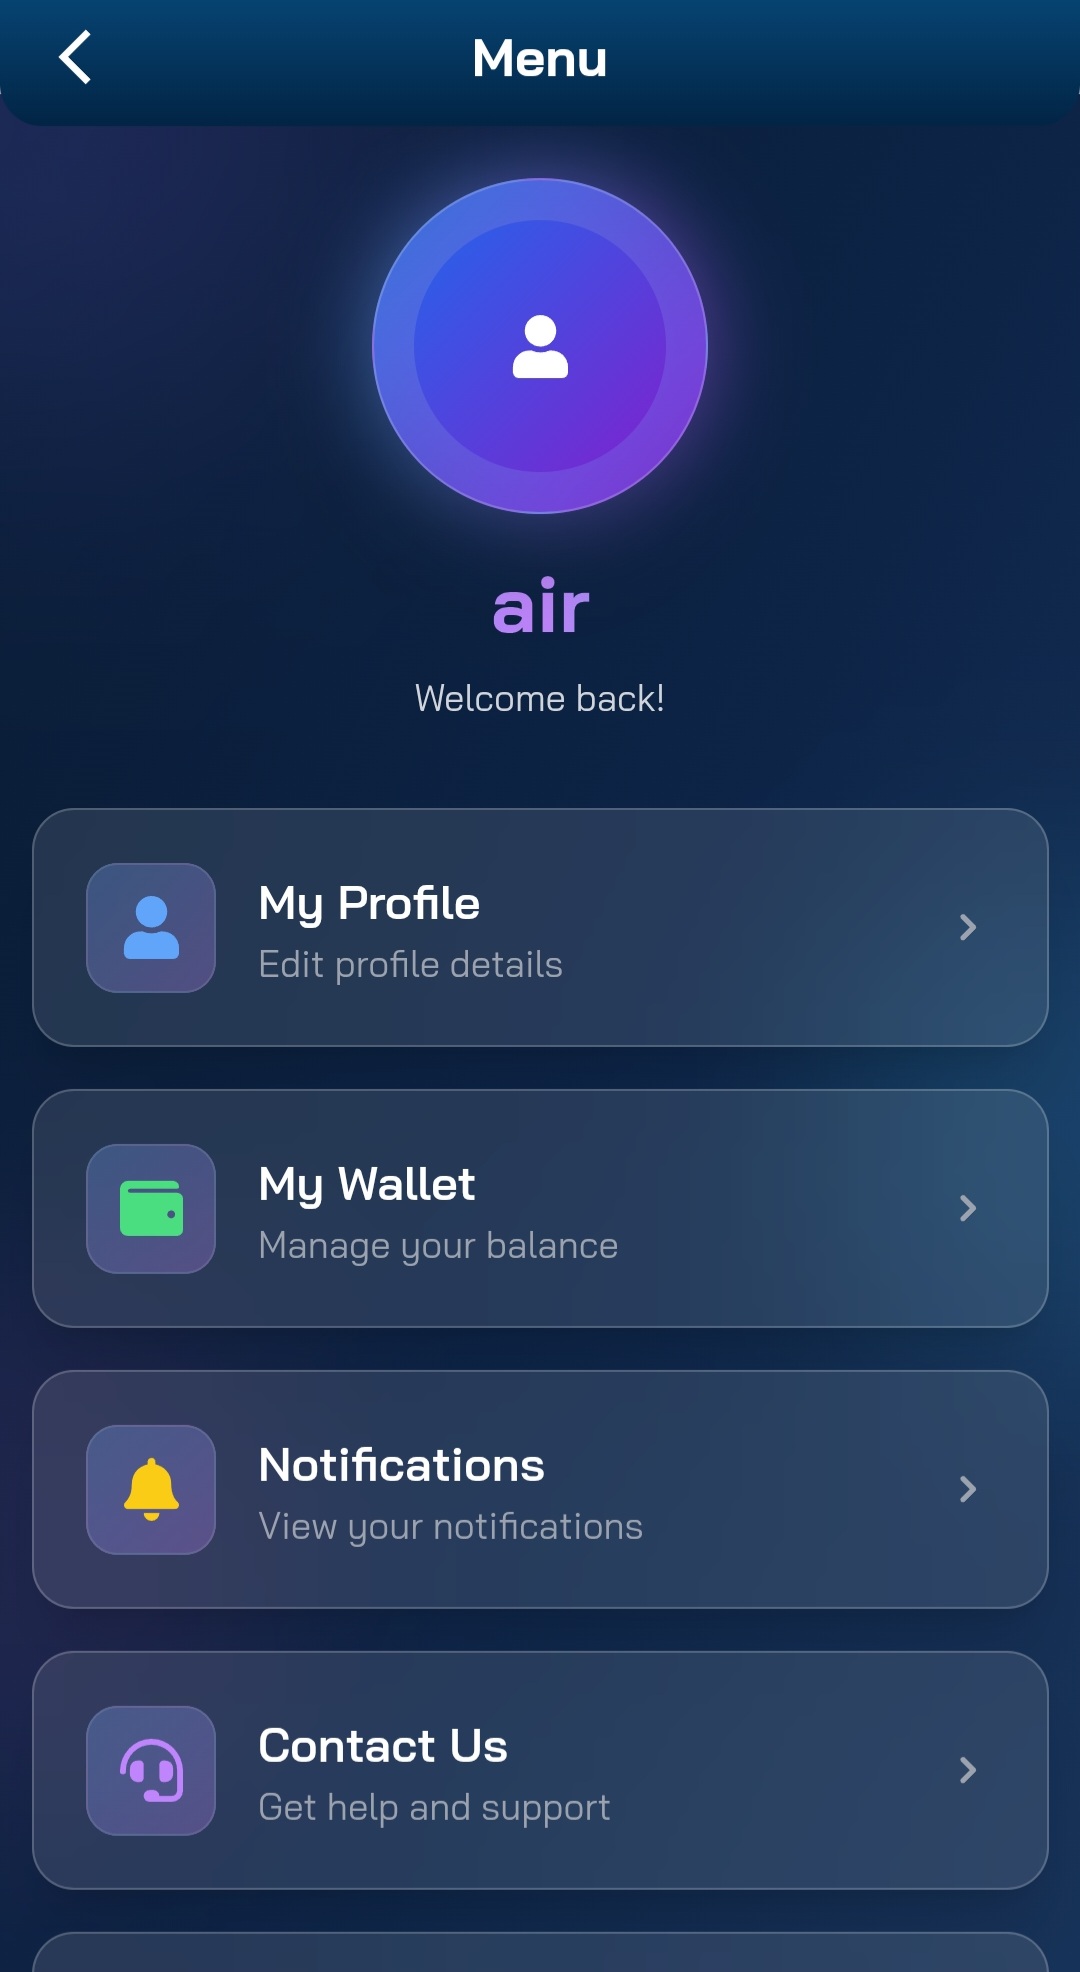 Menu
air
Welcome back!
My Profile
Edit profile details
My Wallet
Manage your balance
Notifications
View your notifications
Contact Us
Get help and support